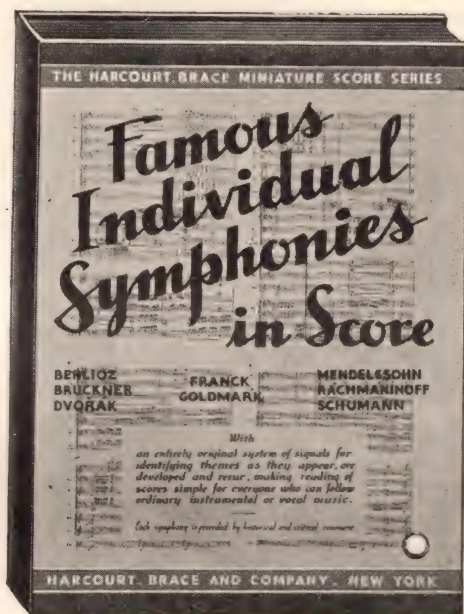 THE HARCOURT, BRACE MINIATURE SCORE SERIES
Famous
Individual
Symphonies
in Score
BERLIOZ
BRUCKNER
DVOŘAK
FRANCK
GOLDMARK
MENDELSSOHN
RACHMANINOFF
SCHUMANN
With
an entirely original system of signals for
identifying themes as they appear, are
developed and recur, making reading of
scores simple for everyone who can follow
ordinary instrumental or vocal music.
Each symphony is provided by historical and critical comment
HARCOURT, BRACE AND COMPANY, NEW YORK